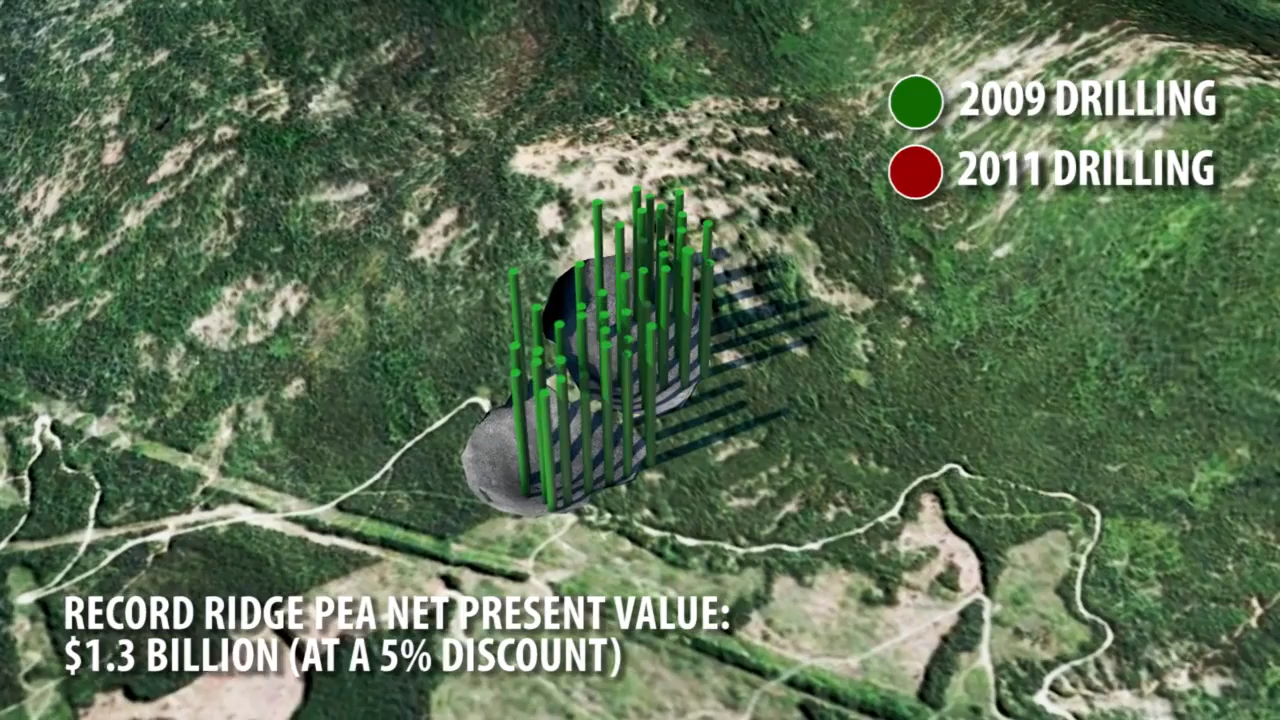 2009 DRILLING
2011 DRILLING
RECORD RIDGE PEA NET PRESENT VALUE:
$1.3 BILLION (AT A 5% DISCOUNT)